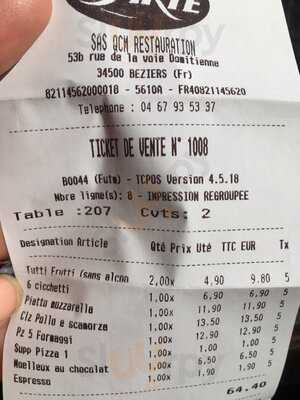 SAS QCM RESTAURATION
53b rue de la voie Domitienne
34500 BEZIERS (Fr)
82114562000018 - 5610A - FR40821145620
Telephone : 04 67 93 53 37
TICKET DE VENTE N° 1008
B0044 (Futs) - TCPOS Version 4.5.18
Nbre ligne(s): 8 - IMPRESSION REGROUPEE
Table :207 Cvts: 2
Designation Article Qté Prix Uté TTC EUR Tx
Tutti Frutti (sans alcoo 2,00x 4,90 9.80 5
6 cicchetti 1,00x 6,90 6,90 5
Piatto mozzarella 1,00x 11,90 11,90 5
Clz Pollo e scamorza 1,00x 13,50 13,50 5
Pz 5 Formaggi 1,00x 12,90 12,90 5
Supp Pizza 1 1,00x 1,00 1,00 5
Moelleux au chocolat 1,00x 6,50 6,50 5
Espresso 1,00x 1,90 1,90 5
64.40